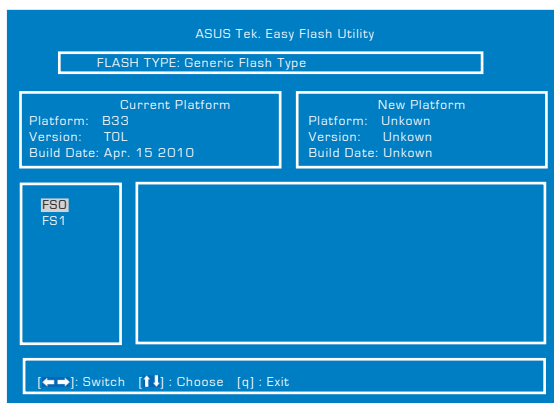 ASUS Tek. Easy Flash Utility
FLASH TYPE: Generic Flash Type
Current Platform
Platform: B33
Version: TOL
Build Date: Apr. 15 2010
New Platform
Platform: Unkown
Version: Unkown
Build Date: Unkown
FS0
FS1
[⬅➡]: Switch [⬆⬇] : Choose [q] : Exit